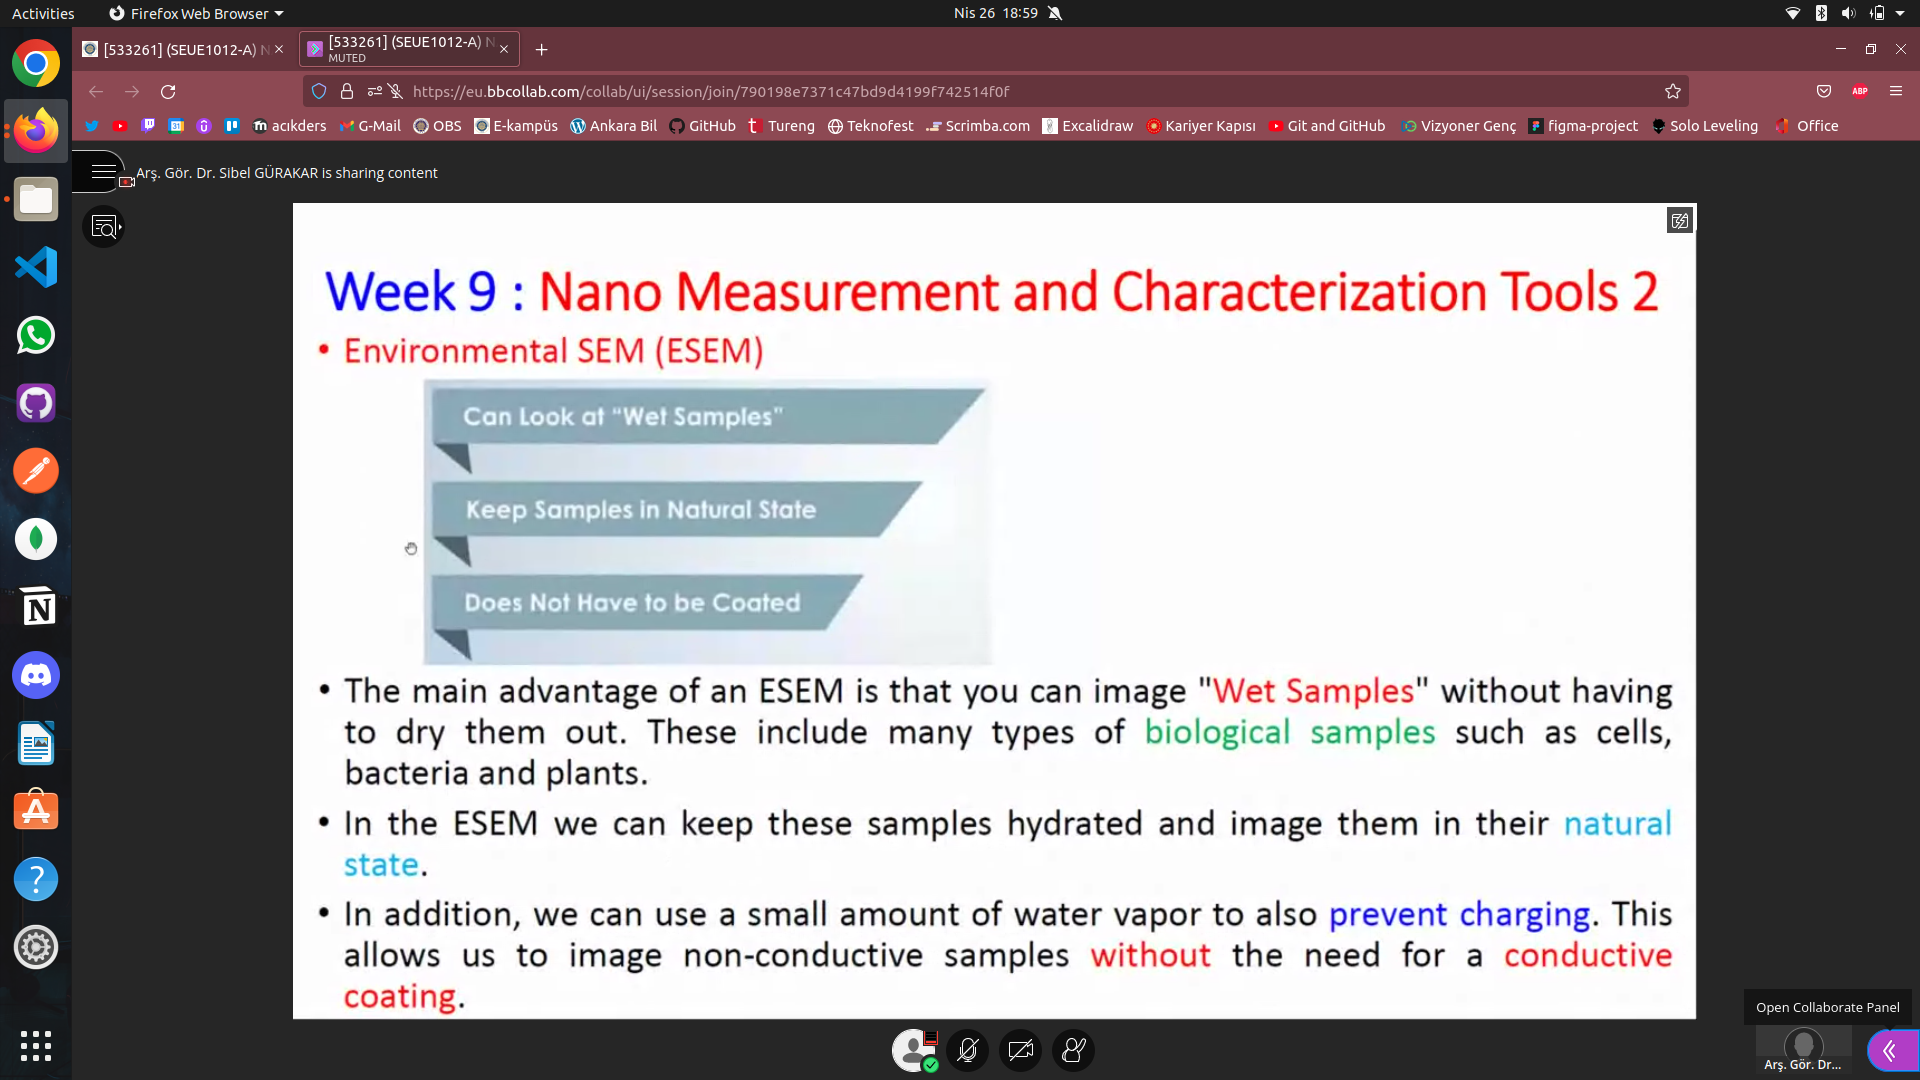 Activities
Firefox Web Browser
Nis 26 18:59
[533261] (SEUE1012-A) N
[533261] (SEUE1012-A) N
MUTED
https://eu.bbcollab.com/collab/ui/session/join/790198e7371c47bd9d4199f742514f0f
ABP
31
acıkders
G-Mail
OBS
E-kampüs
Ankara Bil
GitHub
Tureng
Teknofest
Scrimba.com
Excalidraw
Kariyer Kapısı
Git and GitHub
Vizyoner Genç
figma-project
Solo Leveling
Office
Arş. Gör. Dr. Sibel GÜRAKAR is sharing content
Week 9 : Nano Measurement and Characterization Tools 2
• Environmental SEM (ESEM)
Can Look at “Wet Samples”
Keep Samples in Natural State
Does Not Have to be Coated
• The main advantage of an ESEM is that you can image "Wet Samples" without having
to dry them out. These include many types of biological samples such as cells,
bacteria and plants.
• In the ESEM we can keep these samples hydrated and image them in their natural
state.
• In addition, we can use a small amount of water vapor to also prevent charging. This
allows us to image non-conductive samples without the need for a conductive
coating.
Open Collaborate Panel
Arş. Gör. Dr...